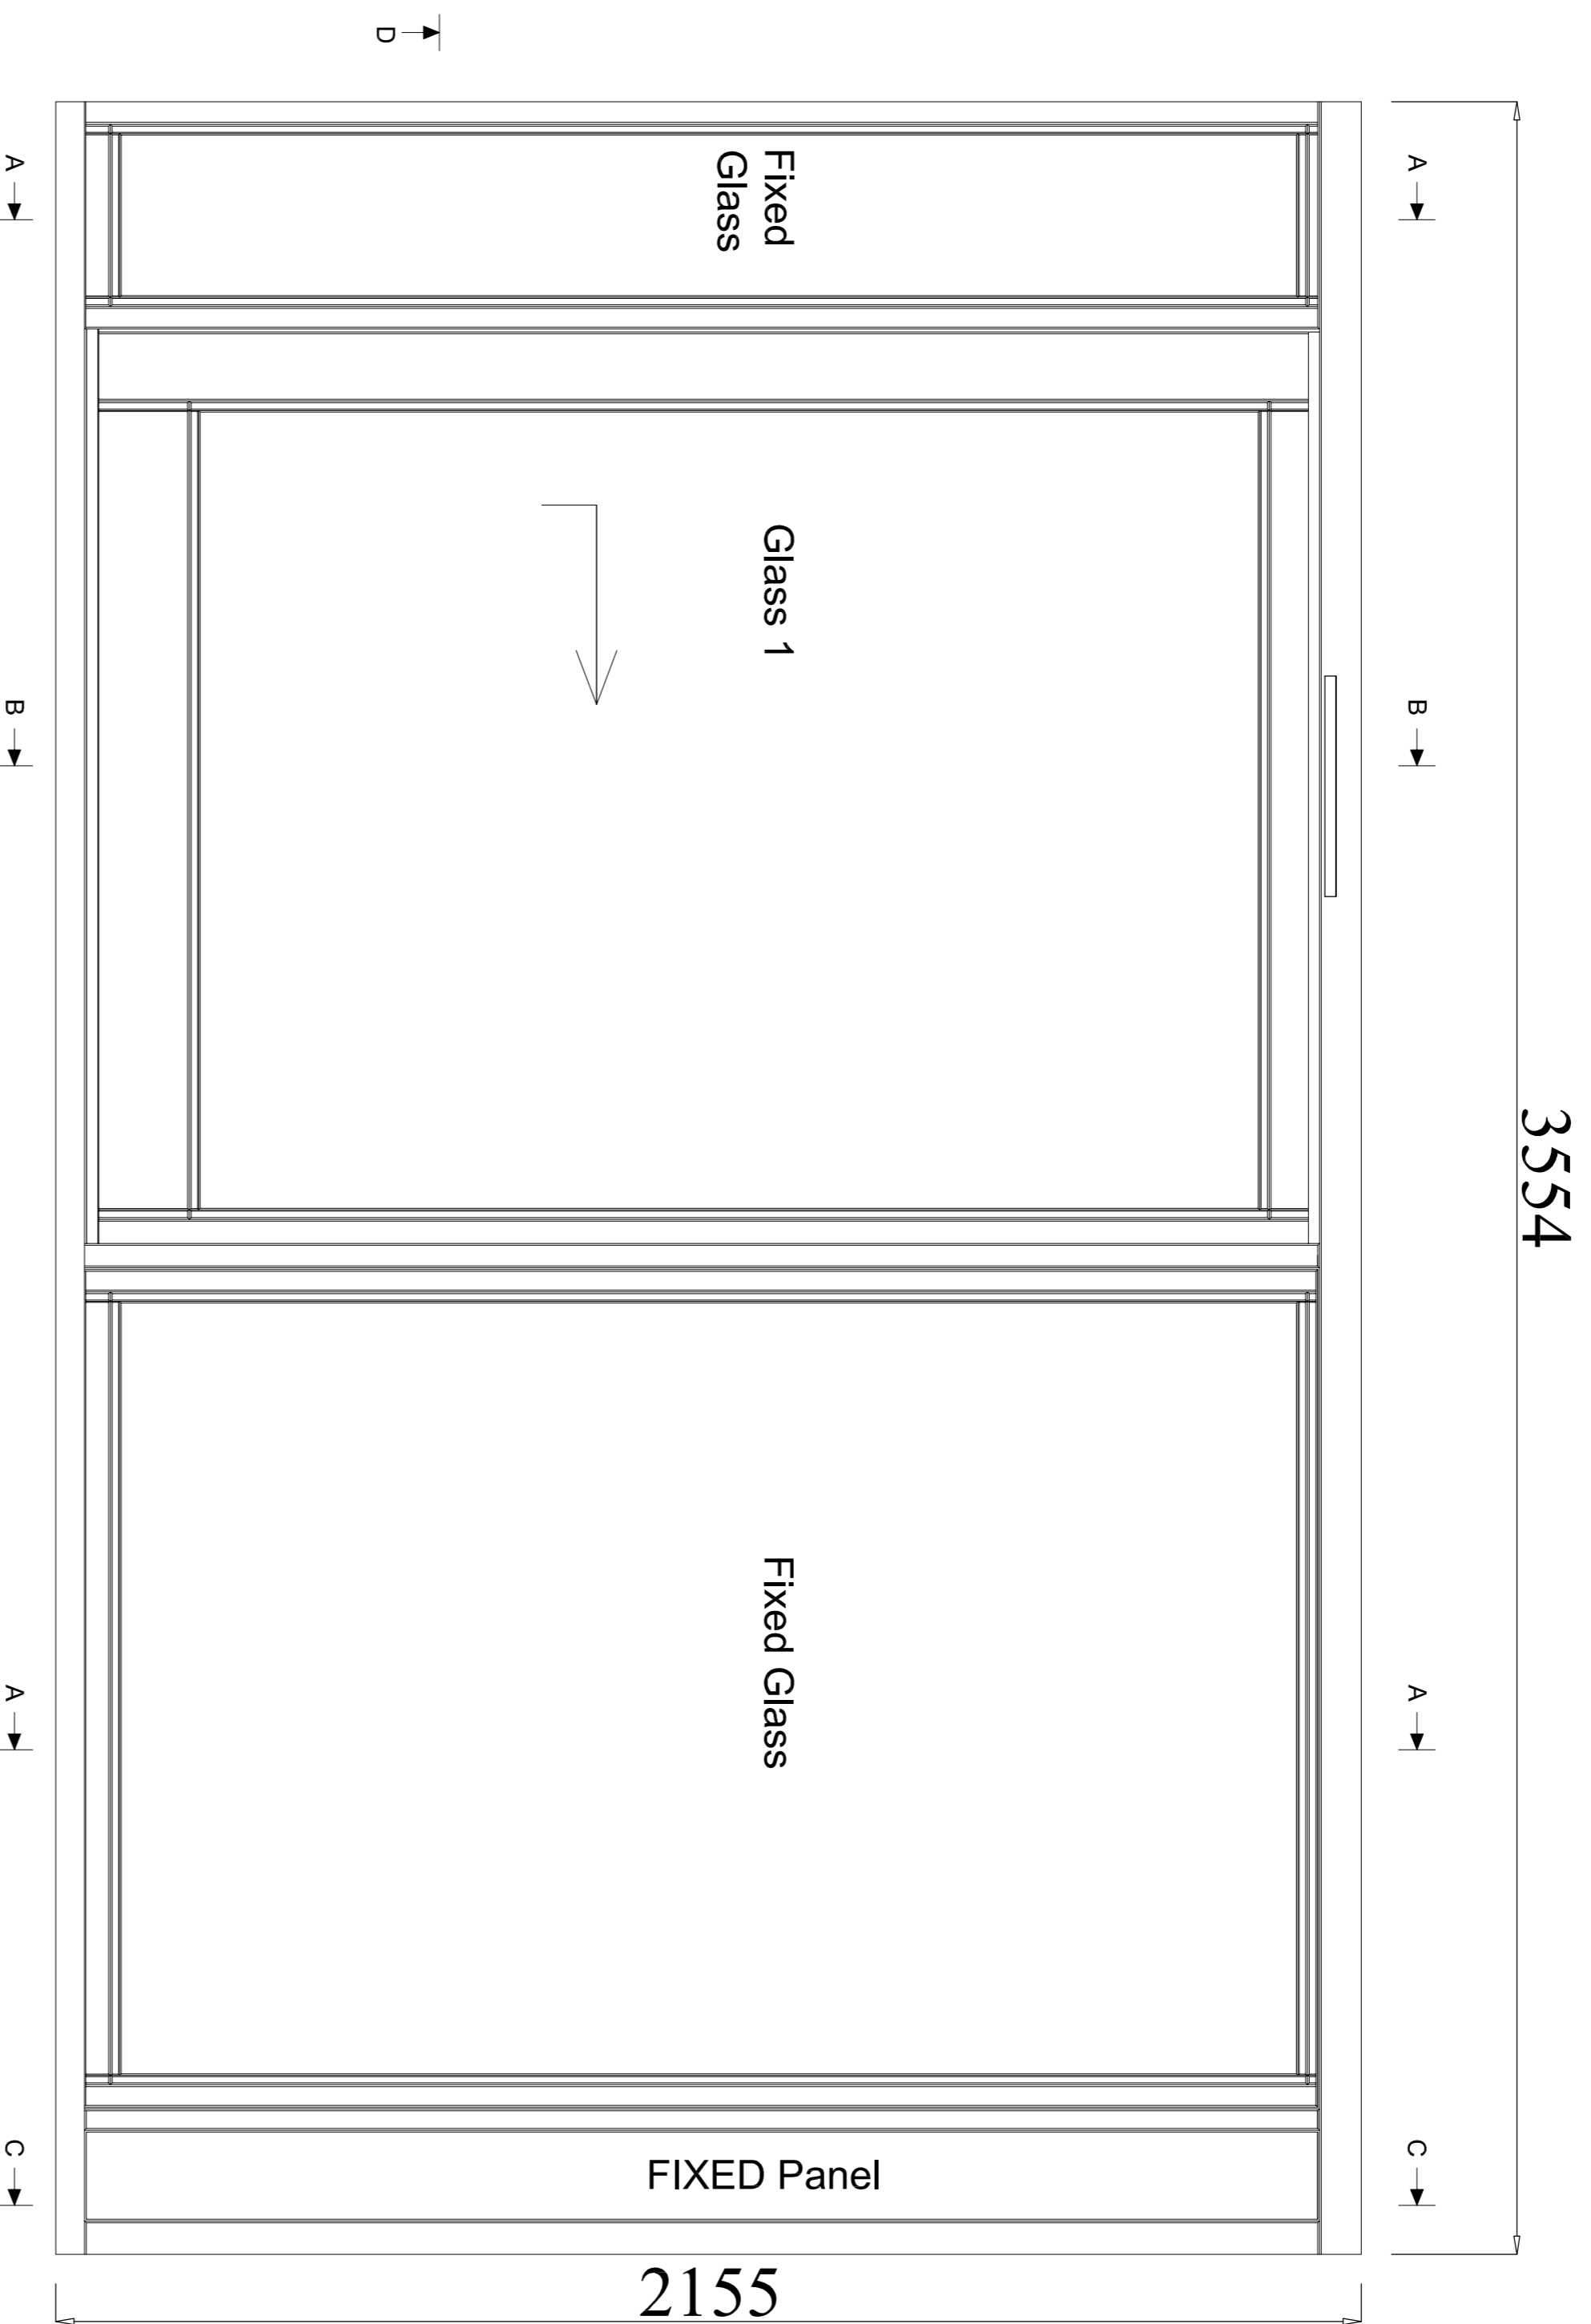 D
A
A
Fixed
Glass
Glass 1
B
B
3554
Fixed Glass
A
A
C
C
FIXED Panel
2155